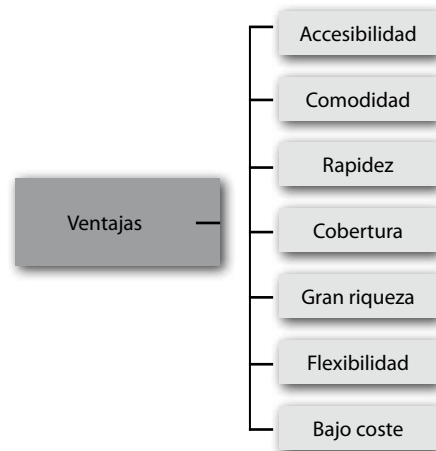 Ventajas
Accesibilidad
Comodidad
Rapidez
Cobertura
Gran riqueza
Flexibilidad
Bajo coste